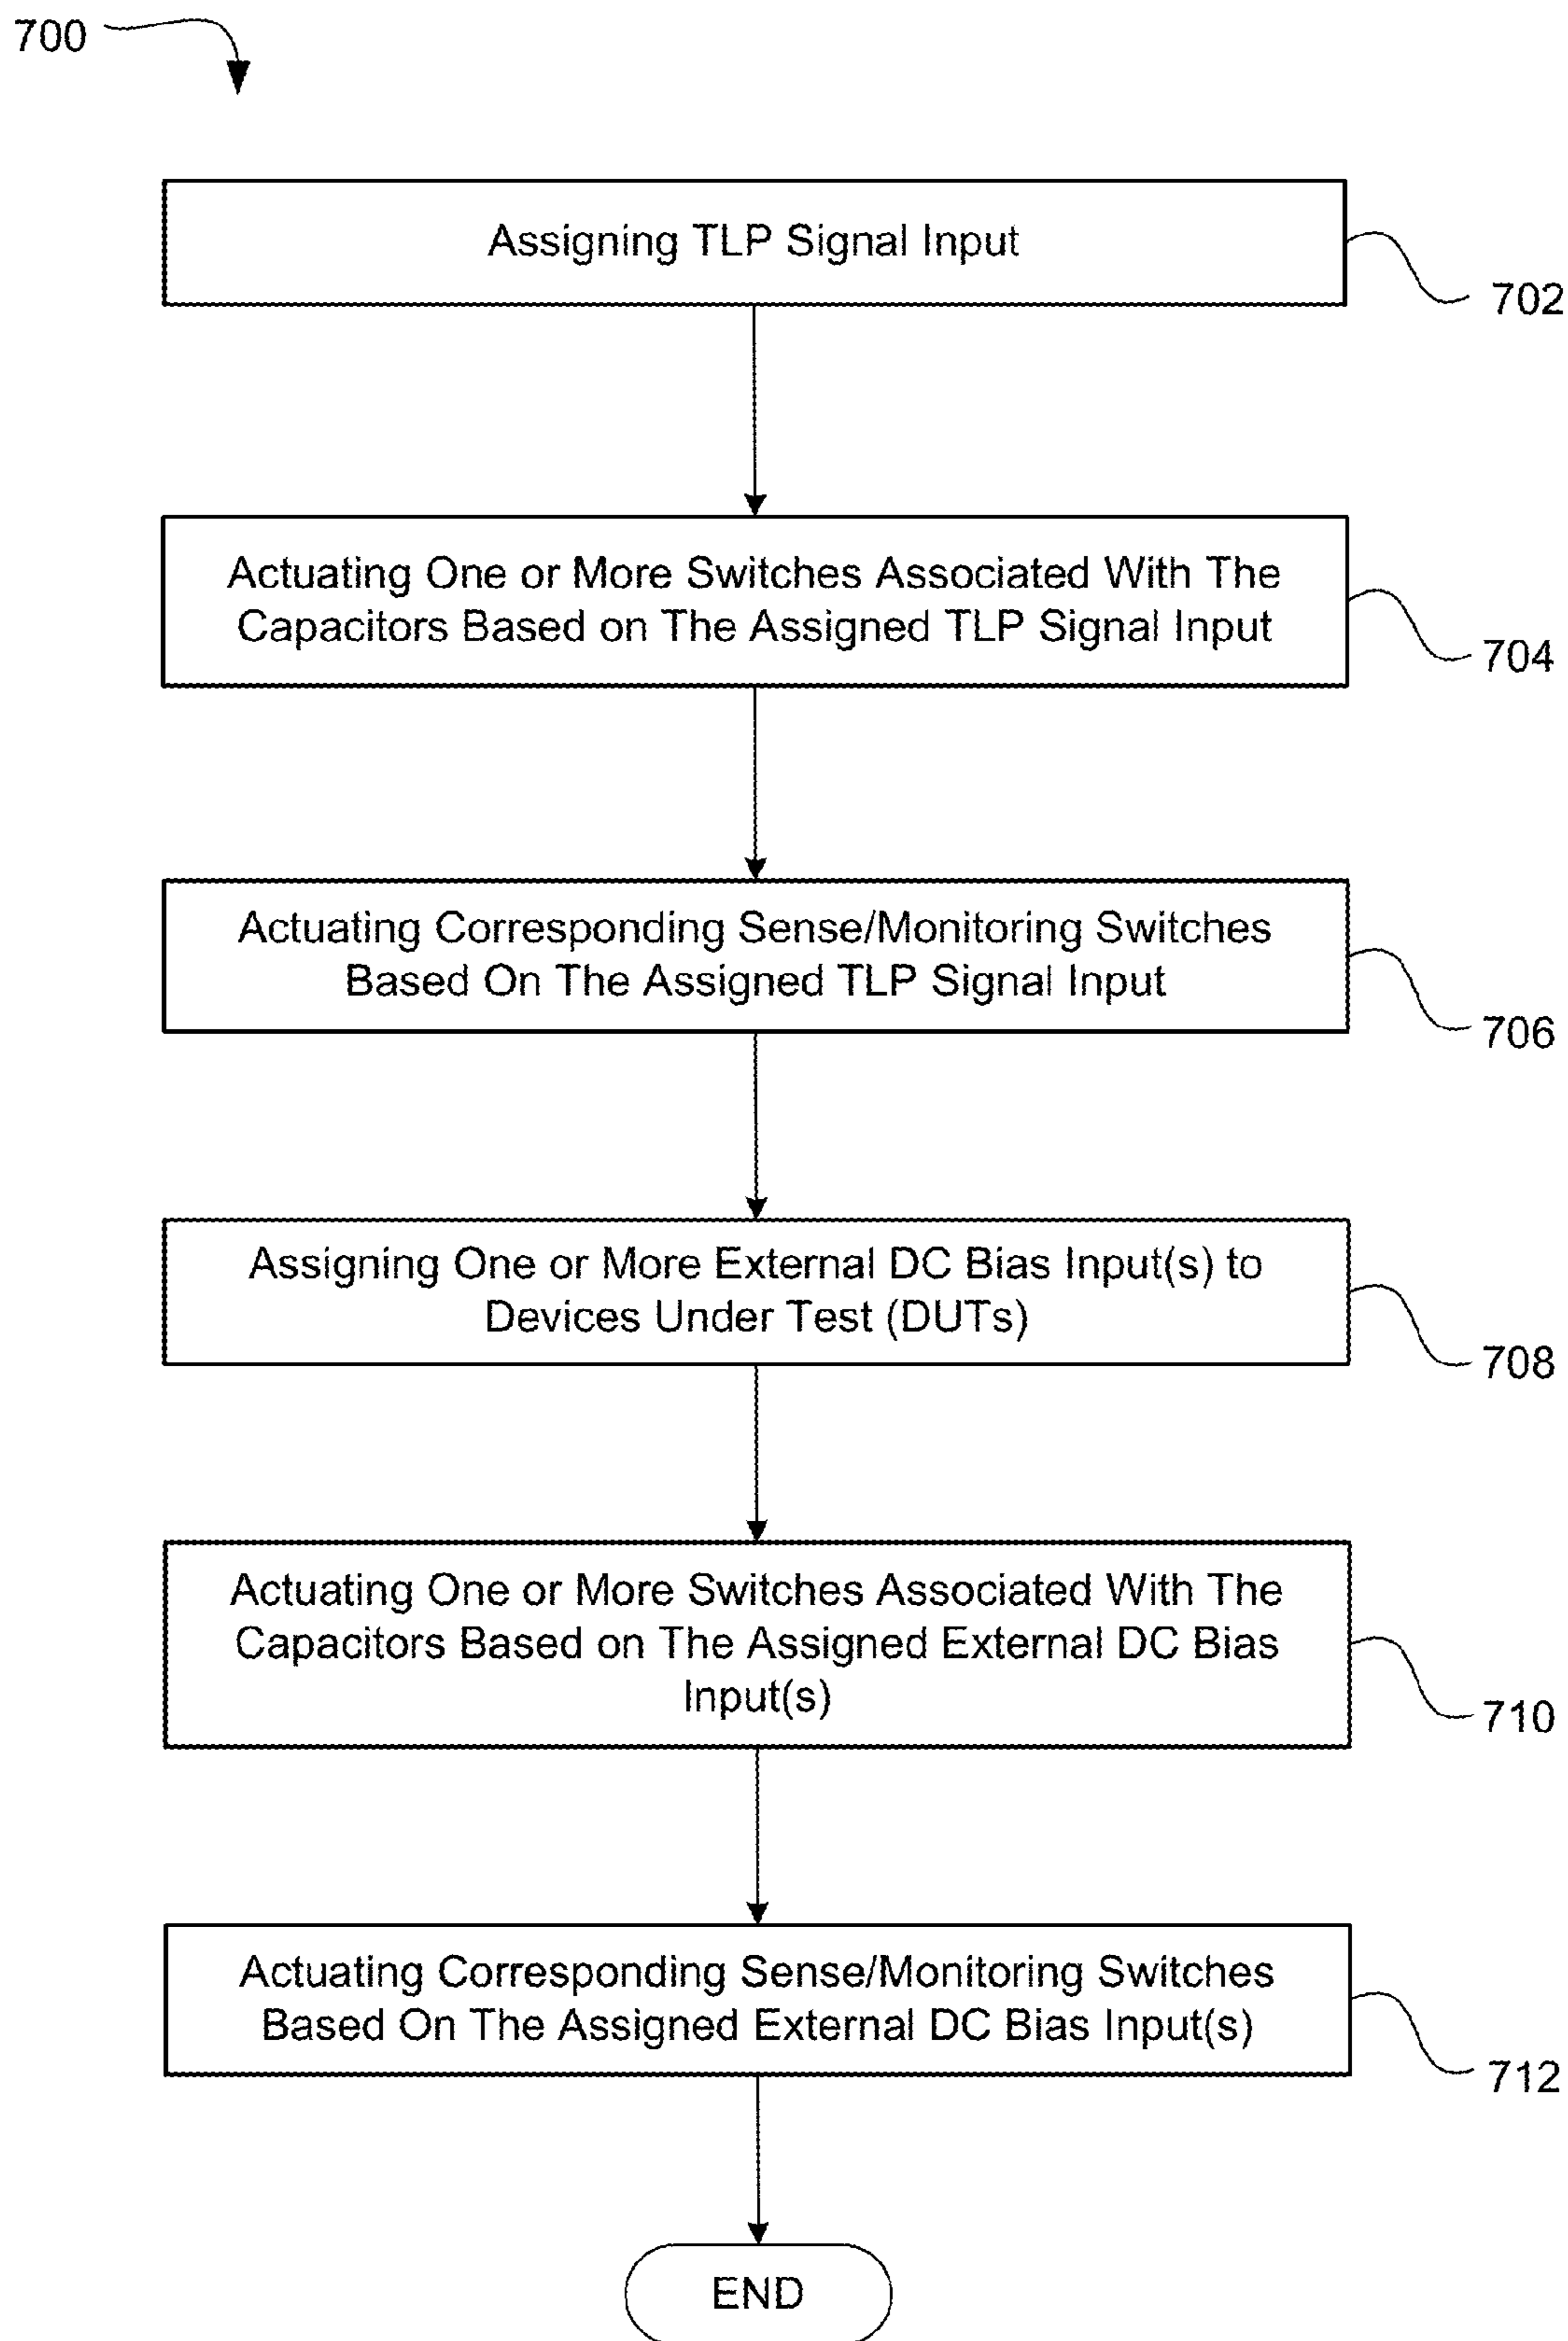 700
Assigning TLP Signal Input
702
Actuating One or More Switches Associated With The
Capacitors Based on The Assigned TLP Signal Input
704
Actuating Corresponding Sense/Monitoring Switches
Based On The Assigned TLP Signal Input
706
Assigning One or More External DC Bias Input(s) to
Devices Under Test (DUTs)
708
Actuating One or More Switches Associated With The
Capacitors Based on The Assigned External DC Bias
Input(s)
710
Actuating Corresponding Sense/Monitoring Switches
Based On The Assigned External DC Bias Input(s)
712
END